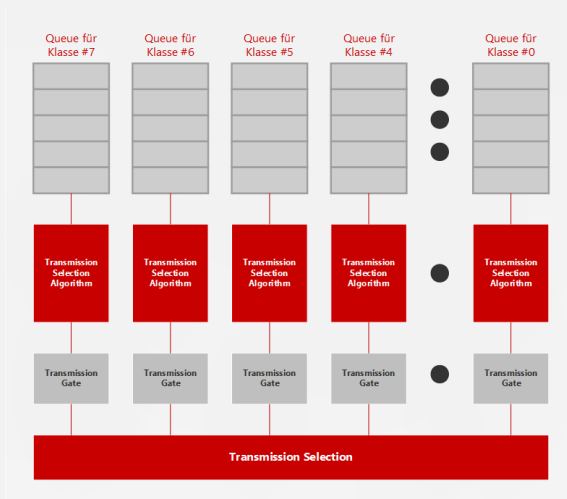 Queue für
Klasse #7
Queue für
Klasse #6
Queue für
Klasse #5
Queue für
Klasse #4
Queue für
Klasse #0
Transmission
Selection
Algorithm
Transmission
Selection
Algorithm
Transmission
Selection
Algorithm
Transmission
Selection
Algorithm
Transmission
Selection
Algorithm
Transmission
Gate
Transmission
Gate
Transmission
Gate
Transmission
Gate
Transmission
Gate
Transmission Selection